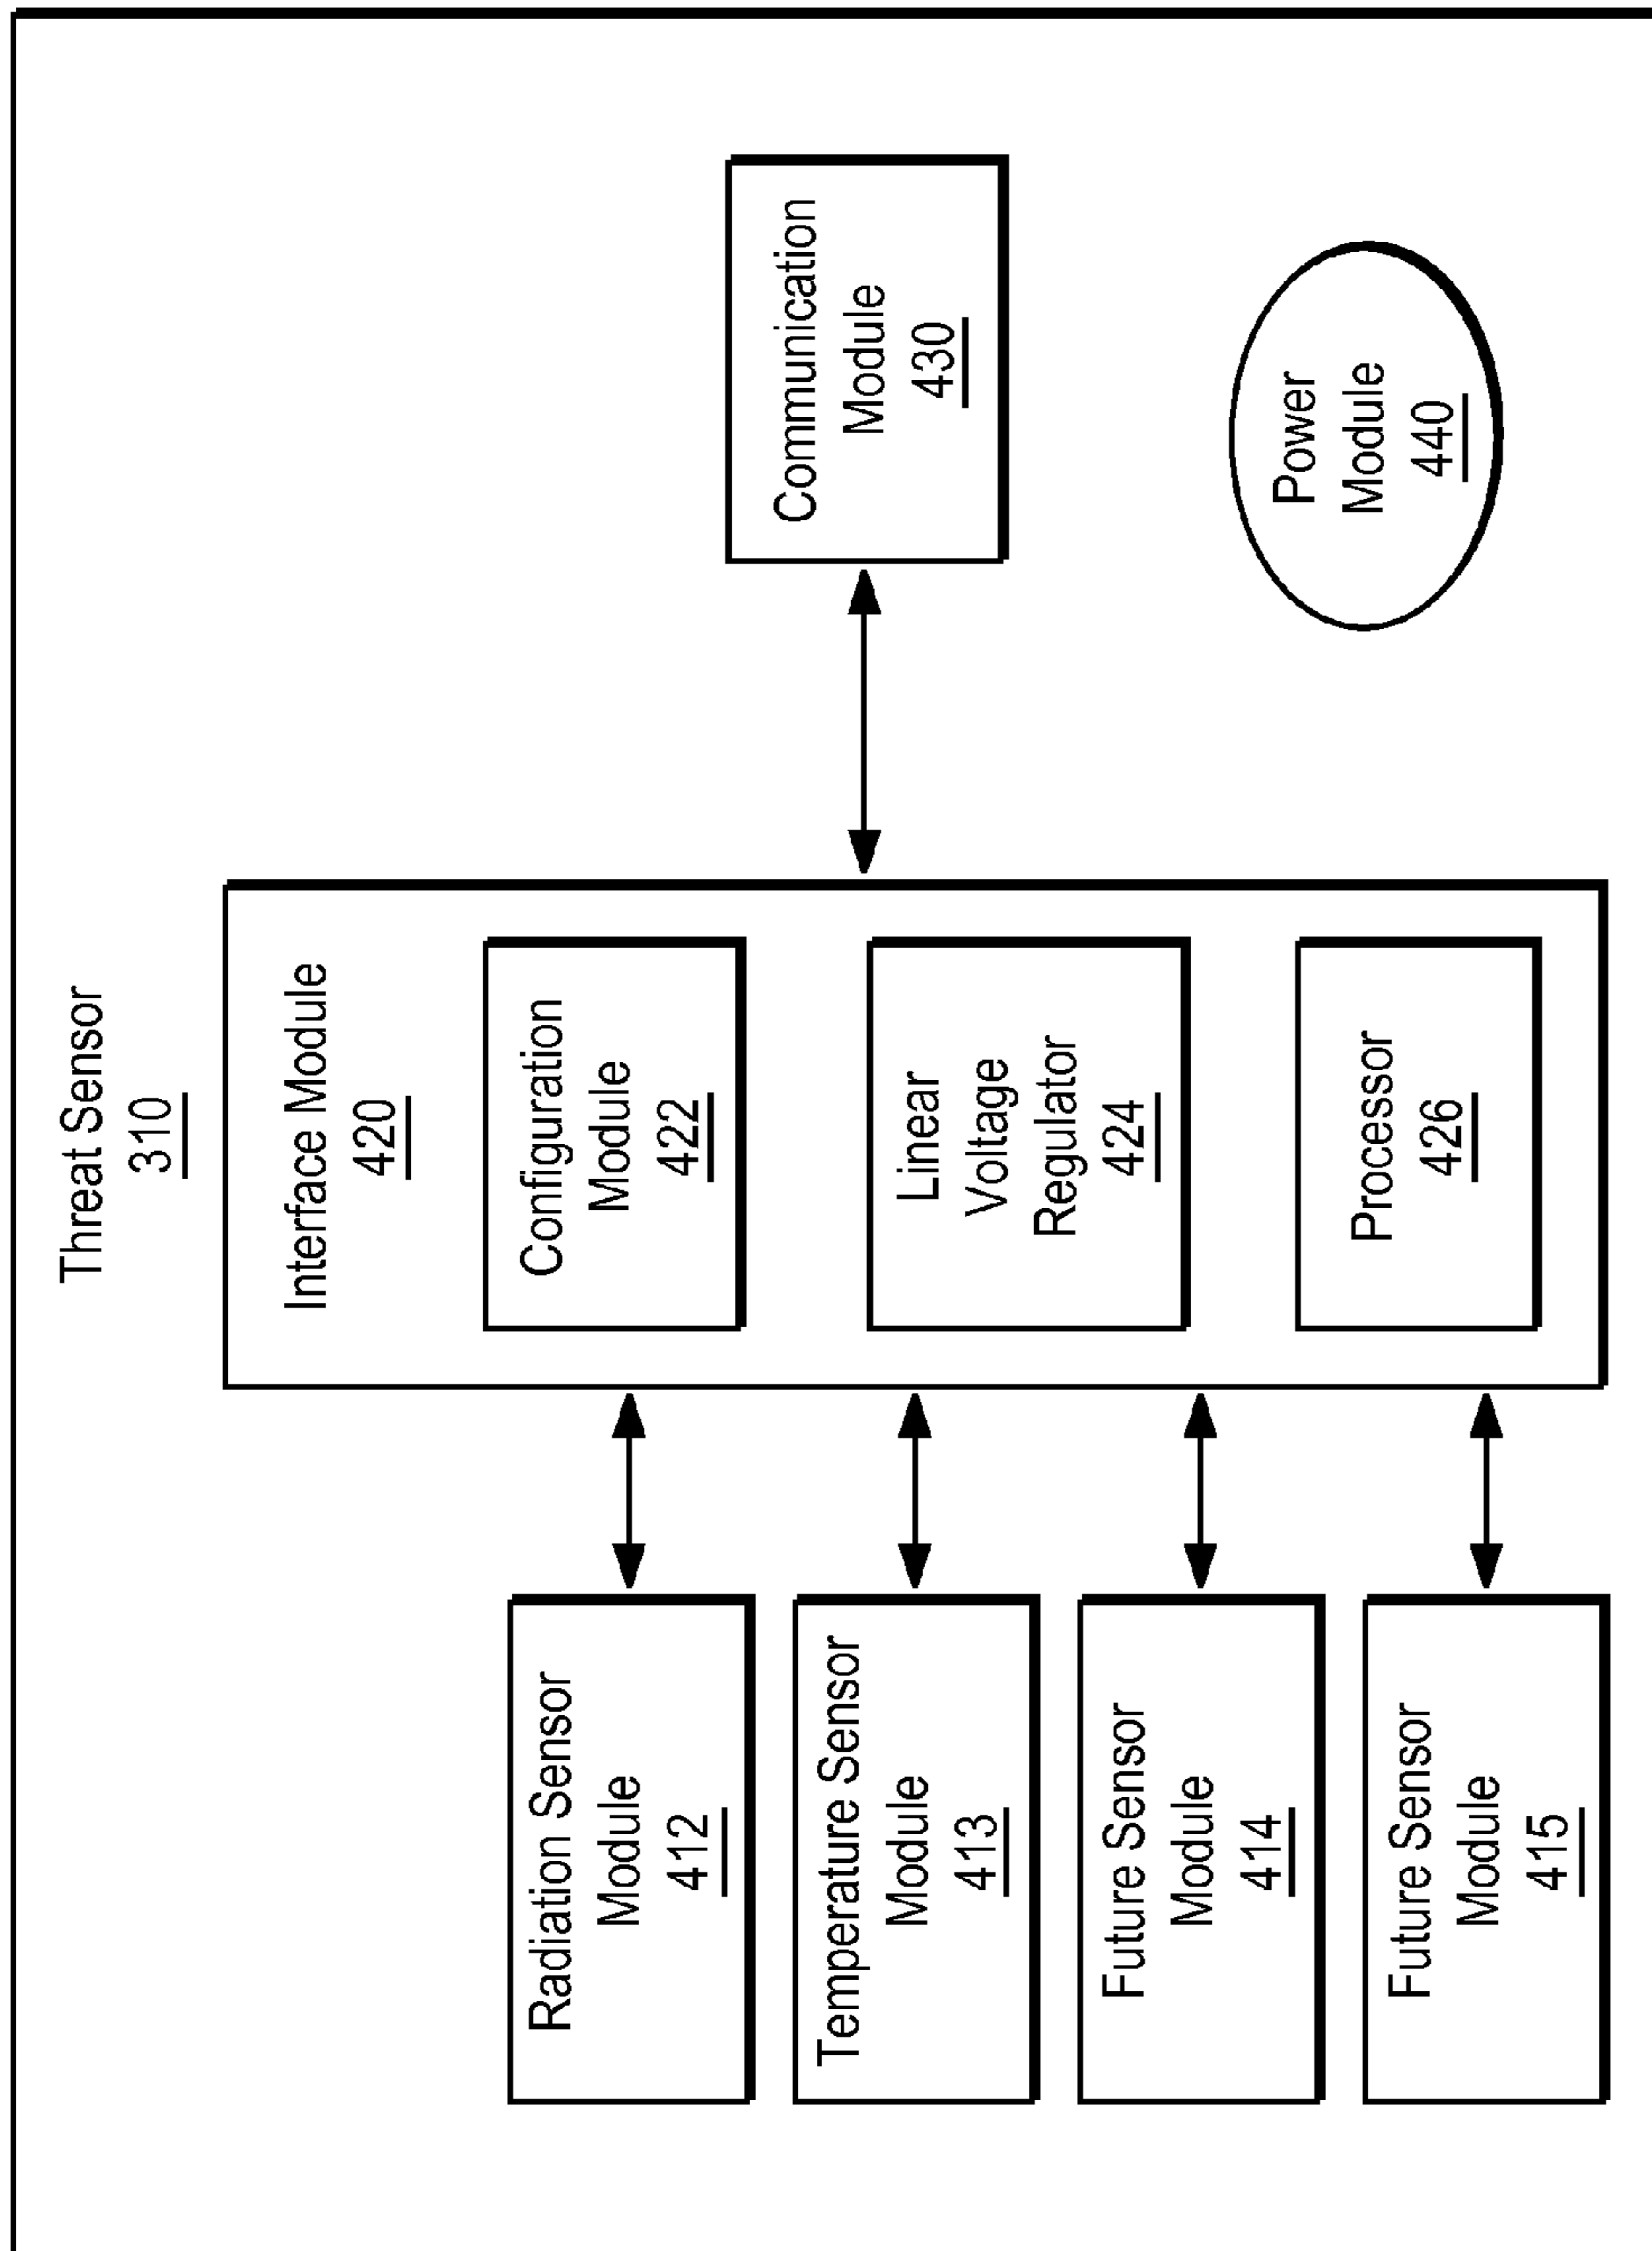 Threat Sensor
310
Interface Module
420
Configuration
Module
422
Linear
Voltage
Regulator
424
Processor
426
Radiation Sensor
Module
412
Temperature Sensor
Module
413
Future Sensor
Module
414
Future Sensor
Module
415
Communication
Module
430
Power
Module
440